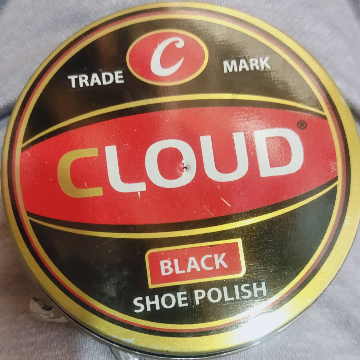 C
TRADE MARK
CLOUD®
BLACK
SHOE POLISH